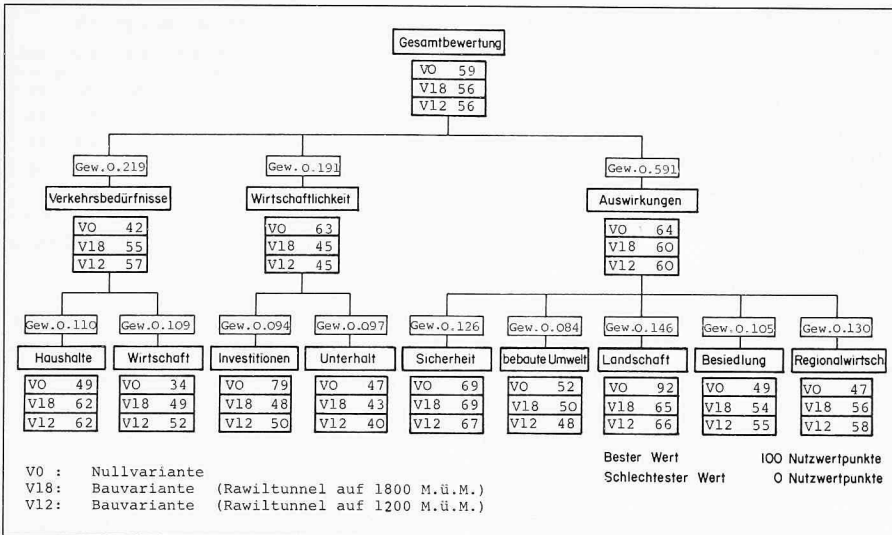 Gesamtbewertung
V0 59
V18 56
V12 56
Gew.0.219 Gew.0.191 Gew.0.591
Verkehrsbedürfnisse Wirtschaftlichkeit Auswirkungen
V0 42 V0 63 V0 64
V18 55 V18 45 V18 60
V12 57 V12 45 V12 60
Gew.0.110 Gew.0.109 Gew.0.094 Gew.0.097 Gew.0.126 Gew.0.084 Gew.0.146 Gew.0.105 Gew.0.130
Haushalte Wirtschaft Investitionen Unterhalt Sicherheit bebaute Umwelt Landschaft Besiedlung Regionalwirtsch.
V0 49 V0 34 V0 79 V0 47 V0 69 V0 52 V0 92 V0 49 V0 47
V18 62 V18 49 V18 48 V18 43 V18 69 V18 50 V18 65 V18 54 V18 56
V12 62 V12 52 V12 50 V12 40 V12 67 V12 48 V12 66 V12 55 V12 58
Bester Wert 100 Nutzwertpunkte
Schlechtester Wert 0 Nutzwertpunkte
V0 : Nullvariante
V18: Bauvariante (Rawiltunnel auf 1800 M.ü.M.)
V12: Bauvariante (Rawiltunnel auf 1200 M.ü.M.)